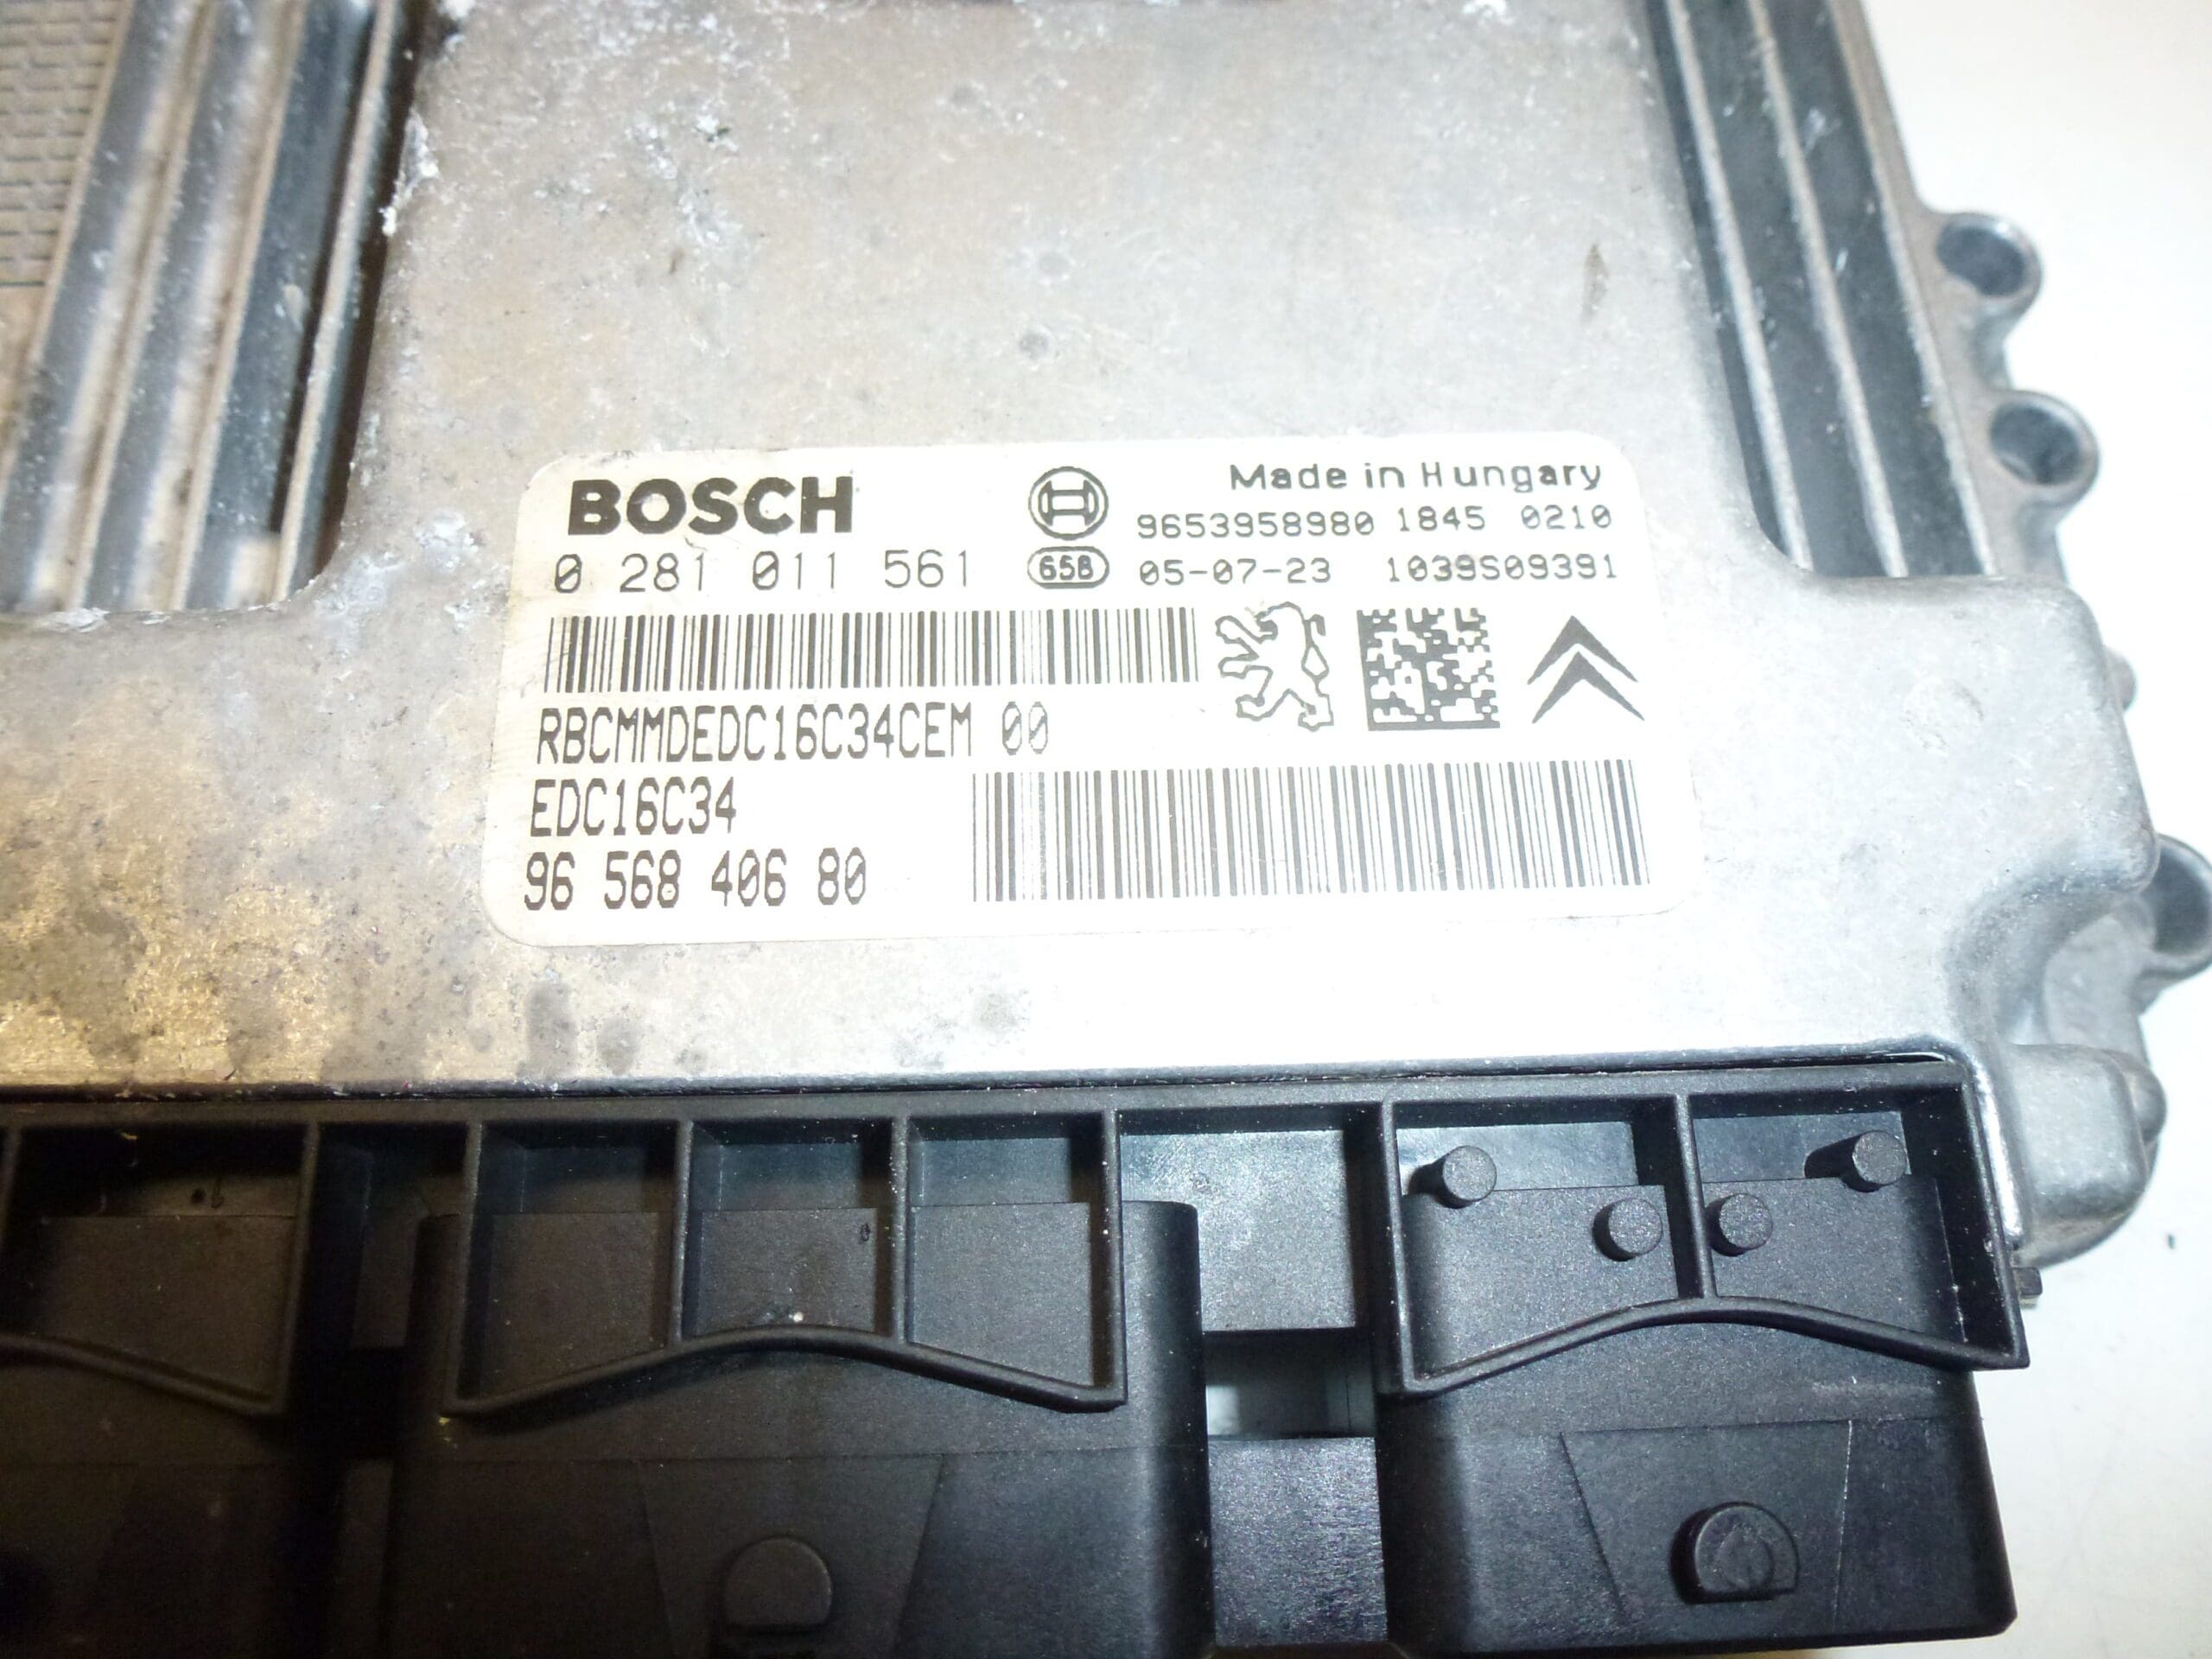 BOSCH
Made in Hungary
9653958980 1845 0210
0 281 011 561
65B 05-07-23 1039S09391
RBCMMDEDC16C34CEM 00
EDC16C34
96 568 406 80